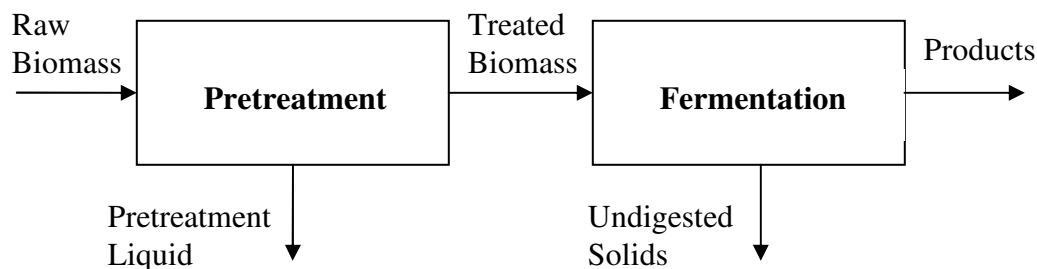 Raw
Biomass
Pretreatment
Treated
Biomass
Fermentation
Products
Pretreatment
Liquid
Undigested
Solids